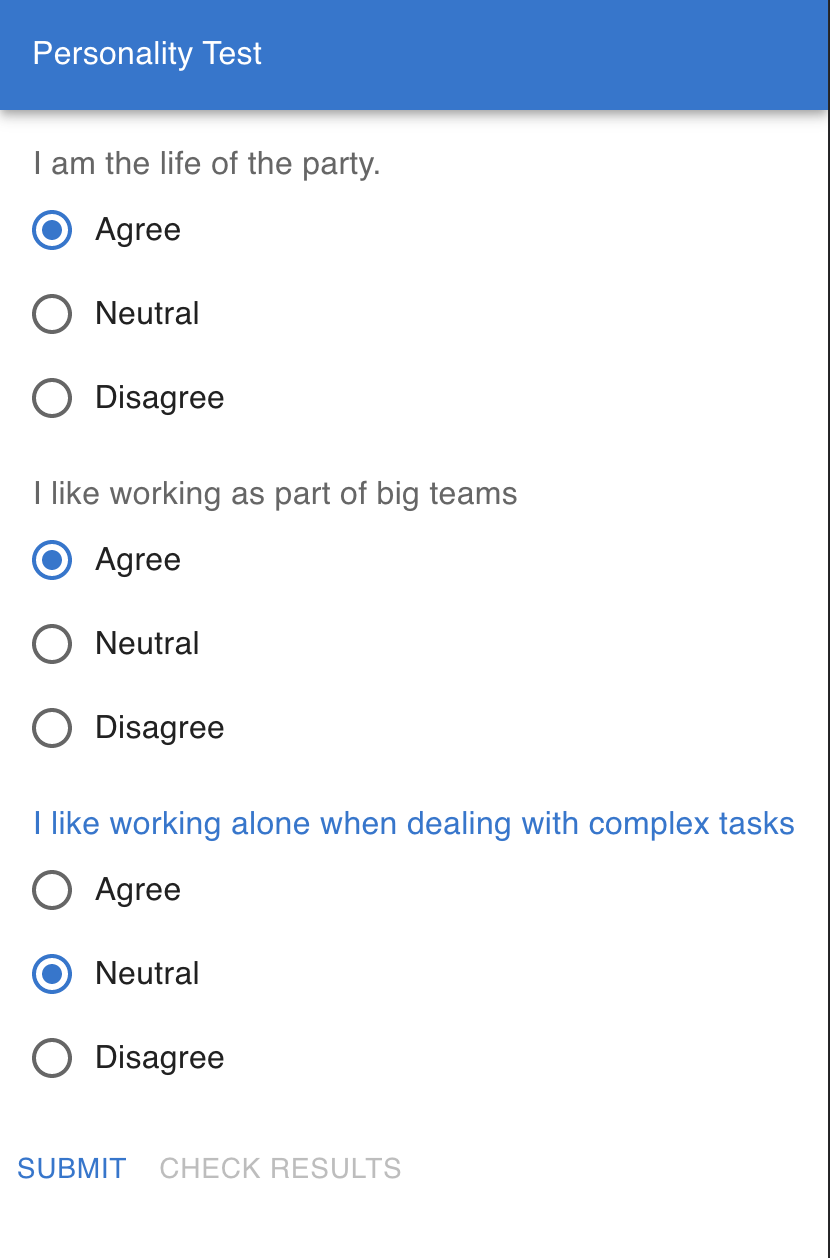 Personality Test
I am the life of the party.
Agree
Neutral
Disagree
I like working as part of big teams
Agree
Neutral
Disagree
I like working alone when dealing with complex tasks
Agree
Neutral
Disagree
SUBMIT CHECK RESULTS